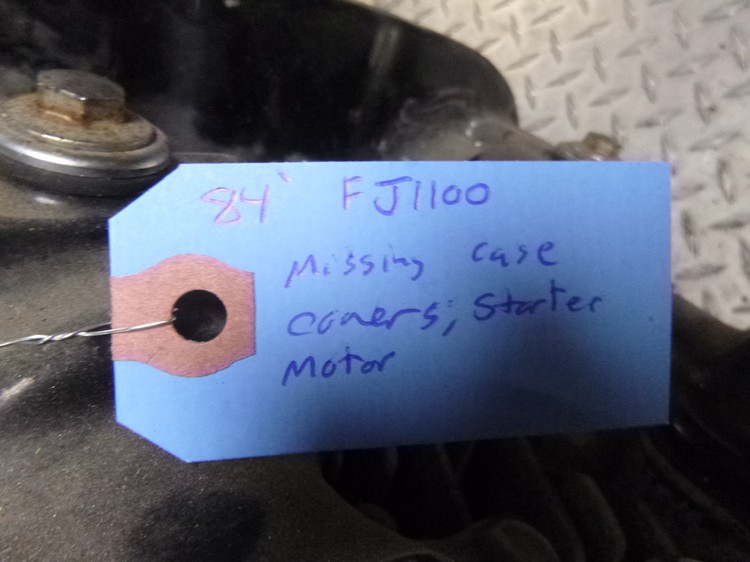 84' FJ1100
Missing case
covers; Starter
Motor